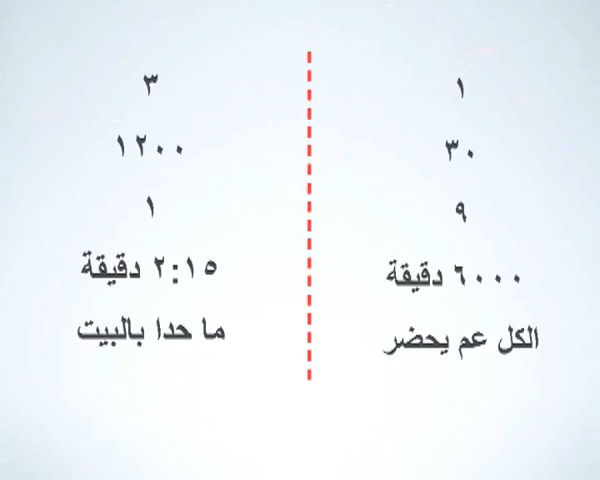 ١
٣٠
٩
٦٠٠٠ دقيقة
الكل عم يحضر
٣
١٢٠٠
١
٢:١٥ دقيقة
ما حدا بالبيت